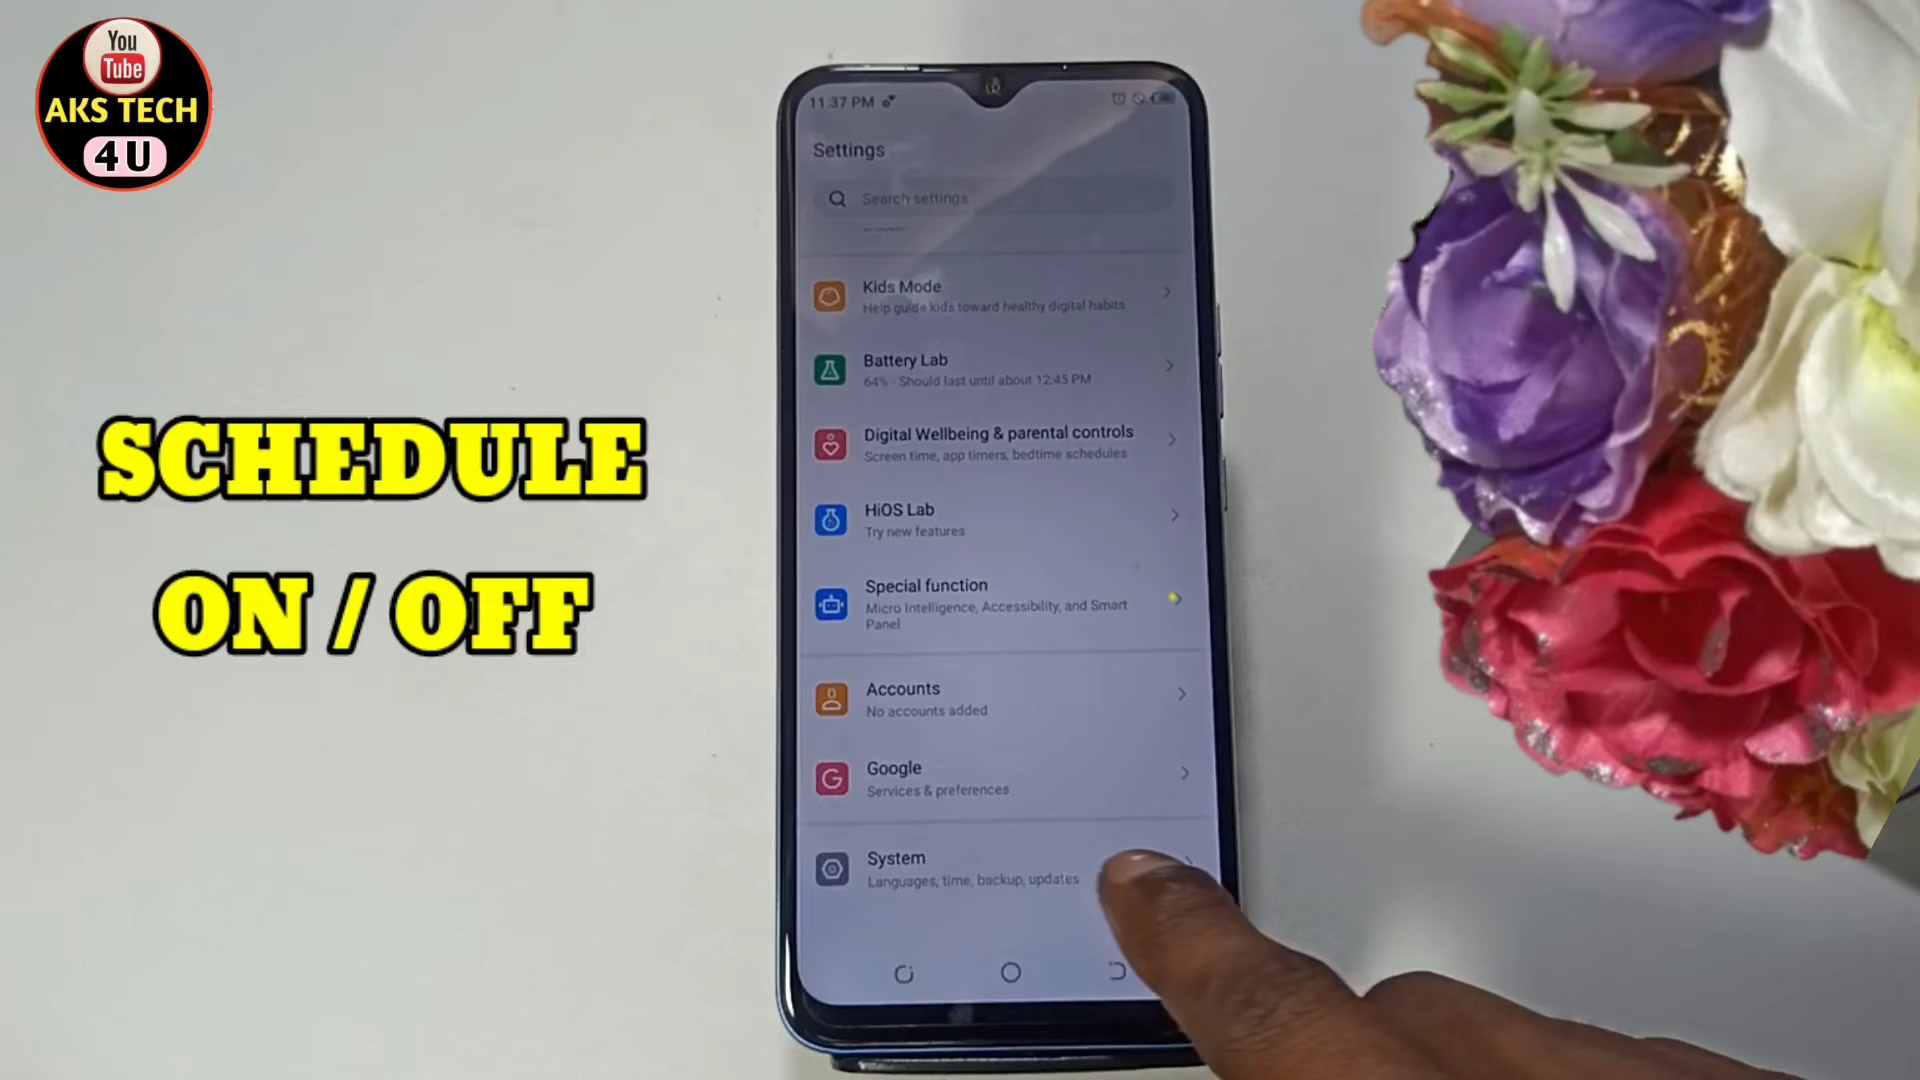 You
Tube
AKS TECH
4 U
SCHEDULE
ON / OFF
11:37 PM
Settings
Search settings
Kids Mode
Help guide kids toward healthy digital habits
Battery Lab
64% - Should last until about 12:45 PM
Digital Wellbeing & parental controls
Screen time, app timers, bedtime schedules
HiOS Lab
Try new features
Special function
Micro Intelligence, Accessibility, and Smart
Panel
Accounts
No accounts added
Google
Services & preferences
System
Languages, time, backup, updates